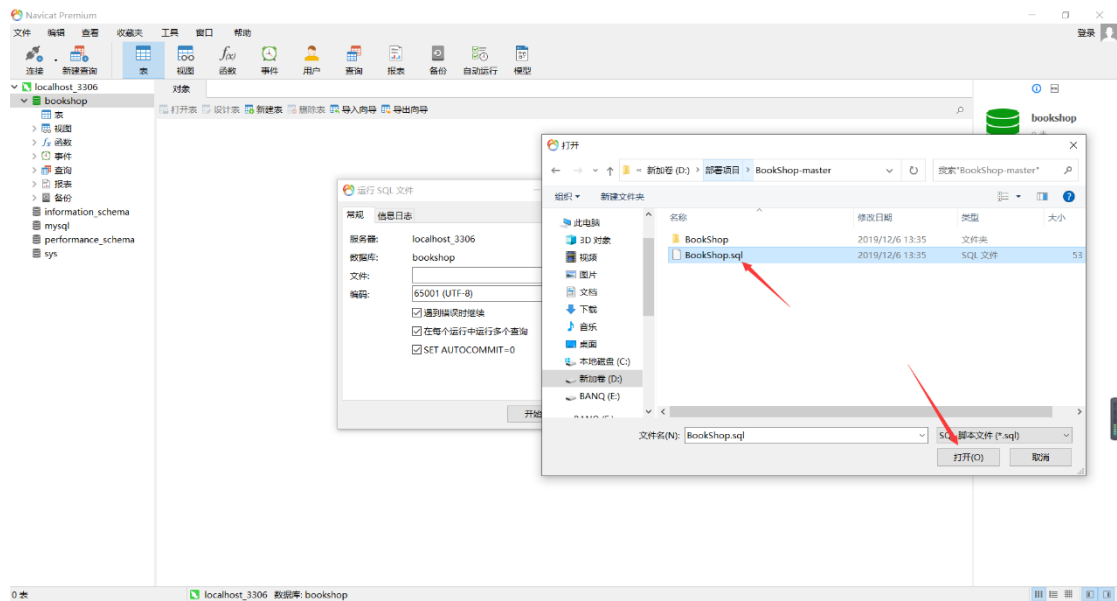 Navicat Premium
文件 编辑 查看 收藏夹 工具 窗口 帮助 登录
连接 新建查询 表 视图 函数 事件 用户 查询 报表 备份 自动运行 模型
localhost_3306
bookshop
表
视图
函数
事件
查询
报表
备份
information_schema
mysql
performance_schema
sys
对象
打开表 设计表 新建表 删除表 导入向导 导出向导
bookshop
运行 SQL 文件
常规 信息日志
服务器: localhost_3306
数据库: bookshop
文件:
编码: 65001 (UTF-8)
遇到错误时继续
在每个运行中运行多个查询
SET AUTOCOMMIT=0
开始
打开
« 新加卷 (D:) › 部署项目 › BookShop-master
搜索"BookShop-master"
组织 新建文件夹
此电脑
3D 对象
视频
图片
文档
下载
音乐
桌面
本地磁盘 (C:)
新加卷 (D:)
BANQ (E:)
名称 修改日期 类型 大小
BookShop 2019/12/6 13:35 文件夹
BookShop.sql 2019/12/6 13:35 SQL 文件 53
文件名(N): BookShop.sql
SQL 脚本文件 (*.sql)
打开(O) 取消
0 表 localhost_3306 数据库: bookshop